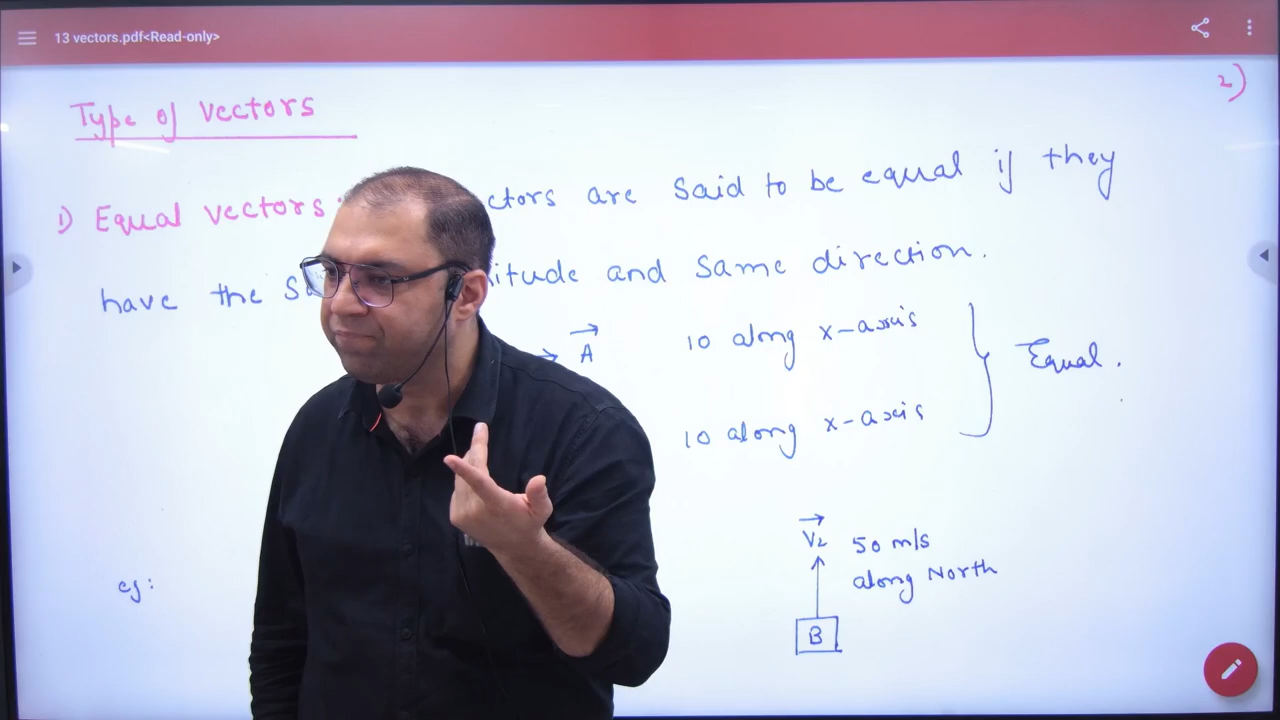 13 vectors.pdf<Read-only>
2)
Type of vectors
1) Equal vectors ctors are said to be equal if they
have the itude and same direction.
A 10 along x-axis
Equal.
10 along x-axis
V2 50 m/s
eg: along North
B